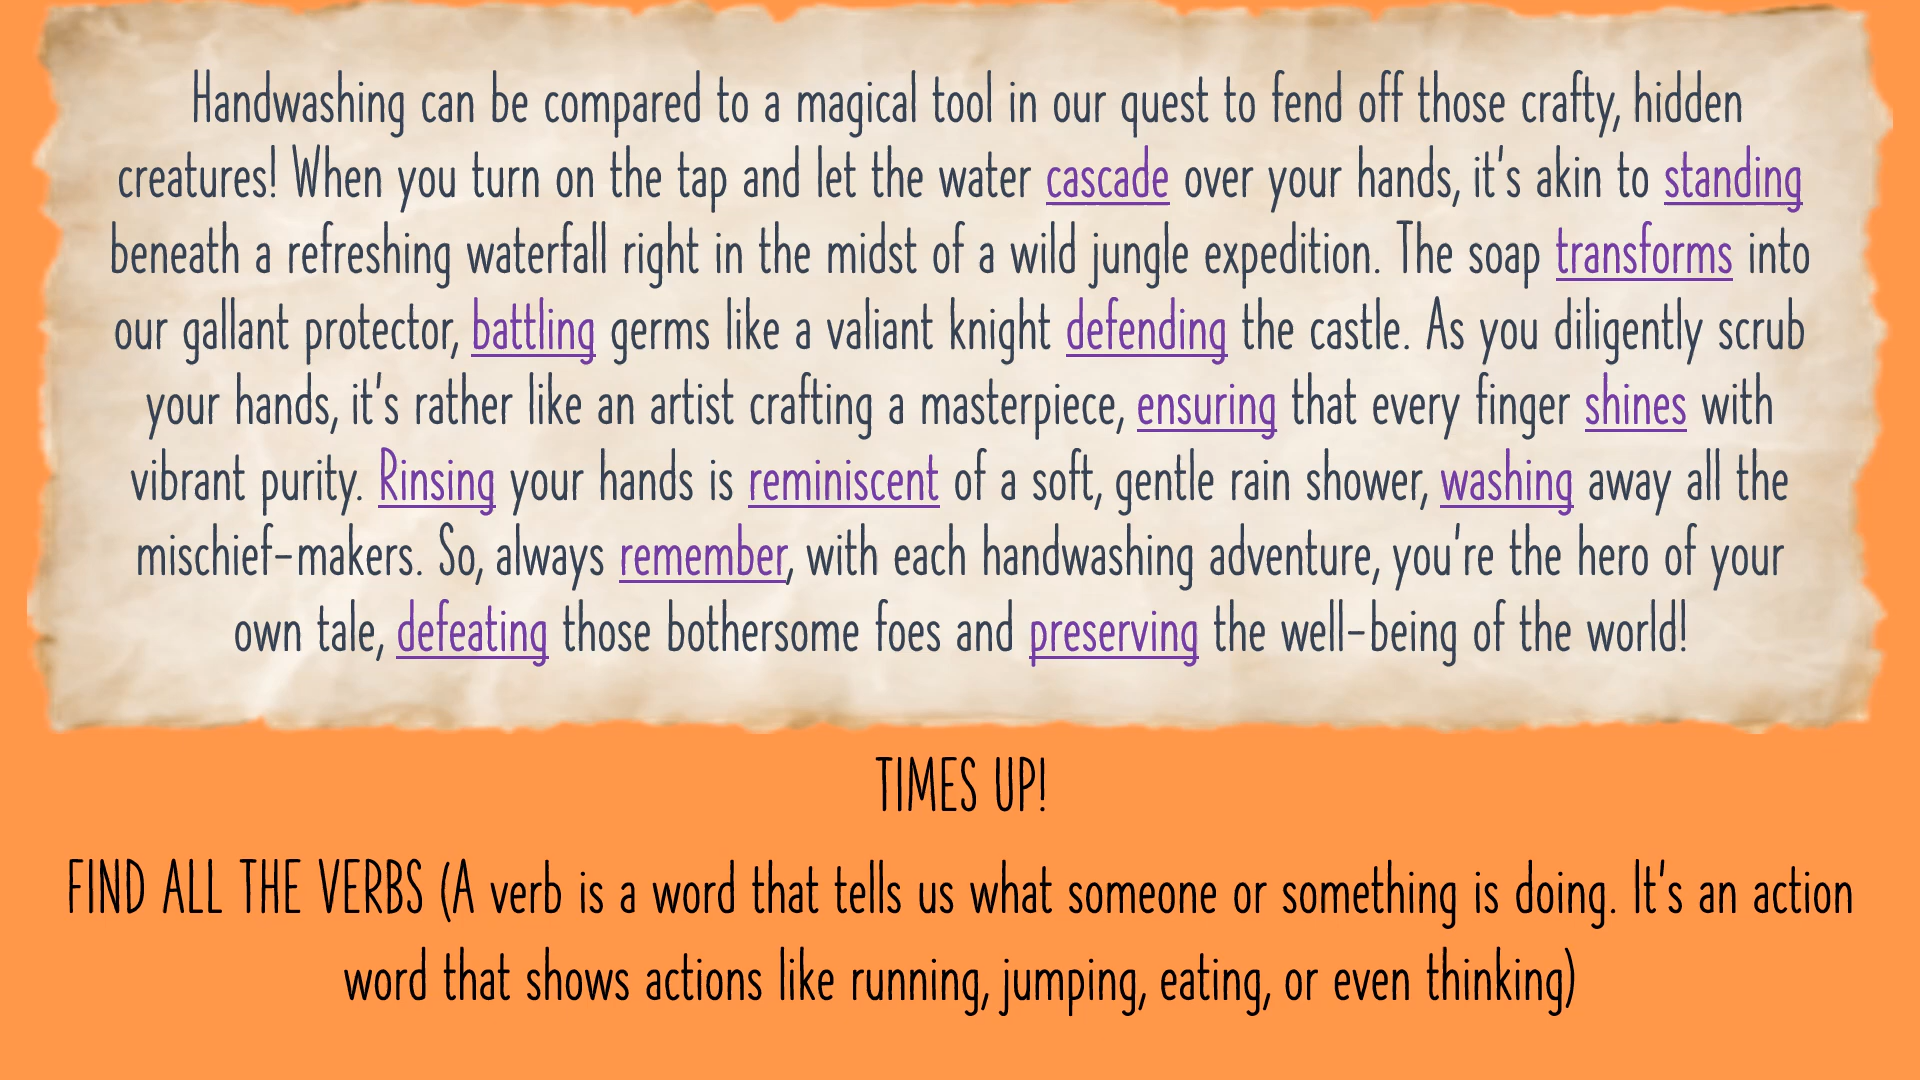 Handwashing can be compared to a magical tool in our quest to fend off those crafty, hidden
creatures! When you turn on the tap and let the water cascade over your hands, it's akin to standing
beneath a refreshing waterfall right in the midst of a wild jungle expedition. The soap transforms into
our gallant protector, battling germs like a valiant knight defending the castle. As you diligently scrub
your hands, it's rather like an artist crafting a masterpiece, ensuring that every finger shines with
vibrant purity. Rinsing your hands is reminiscent of a soft, gentle rain shower, washing away all the
mischief-makers. So, always remember, with each handwashing adventure, you're the hero of your
own tale, defeating those bothersome foes and preserving the well-being of the world!
TIMES UP!
FIND ALL THE VERBS (A verb is a word that tells us what someone or something is doing. It's an action
word that shows actions like running, jumping, eating, or even thinking)